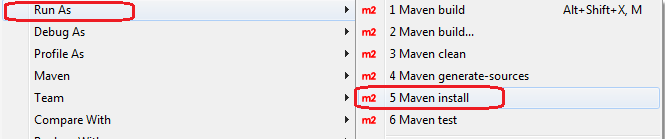 Run As
Debug As
Profile As
Maven
Team
Compare With
m2 1 Maven build Alt+Shift+X, M
m2 2 Maven build...
m2 3 Maven clean
m2 4 Maven generate-sources
m2 5 Maven install
m2 6 Maven test